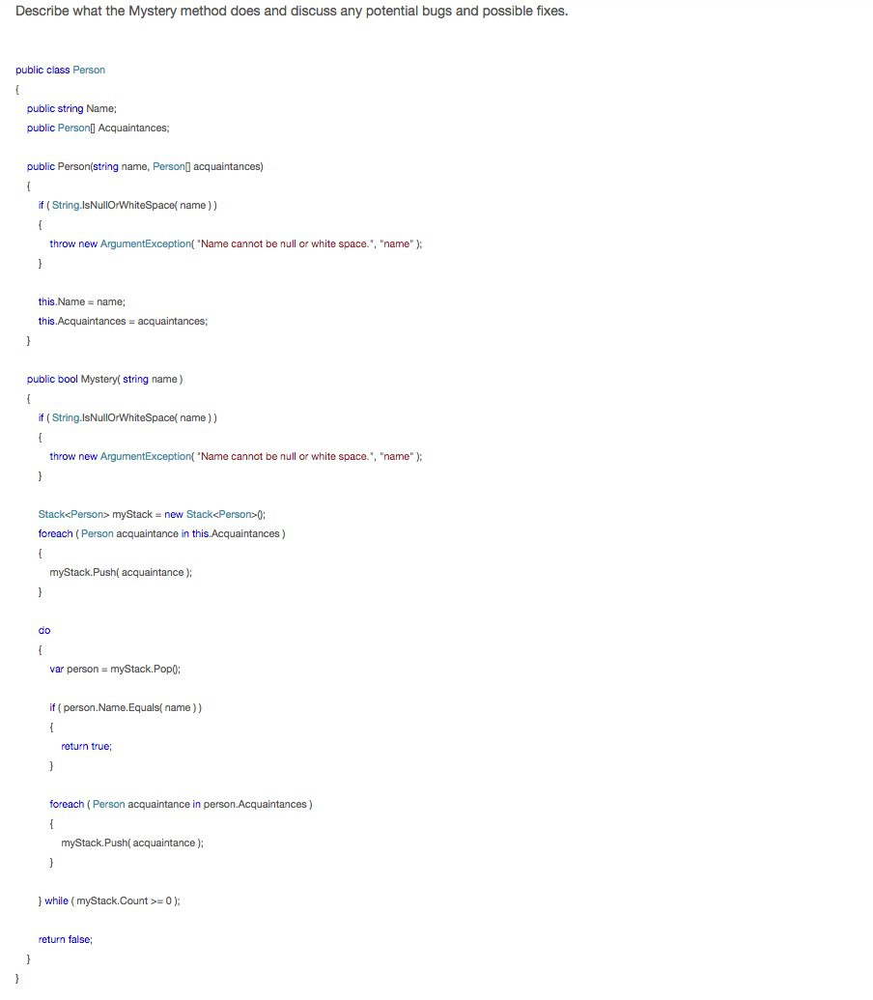 Describe what the Mystery method does and discuss any potential bugs and possible fixes.
public class Person
{
public string Name;
public Person[] Acquaintances;
public Person(string name, Person[] acquaintances)
{
if ( String.IsNullOrWhiteSpace( name ) )
{
throw new ArgumentException( "Name cannot be null or white space.", "name" );
}
this.Name = name;
this.Acquaintances = acquaintances;
}
public bool Mystery( string name )
{
if ( String.IsNullOrWhiteSpace( name ) )
{
throw new ArgumentException( "Name cannot be null or white space.", "name" );
}
Stack<Person> myStack = new Stack<Person>();
foreach ( Person acquaintance in this.Acquaintances )
{
myStack.Push( acquaintance );
}
do
{
var person = myStack.Pop();
if ( person.Name.Equals( name ) )
{
return true;
}
foreach ( Person acquaintance in person.Acquaintances )
{
myStack.Push( acquaintance );
}
} while ( myStack.Count >= 0 );
return false;
}
}